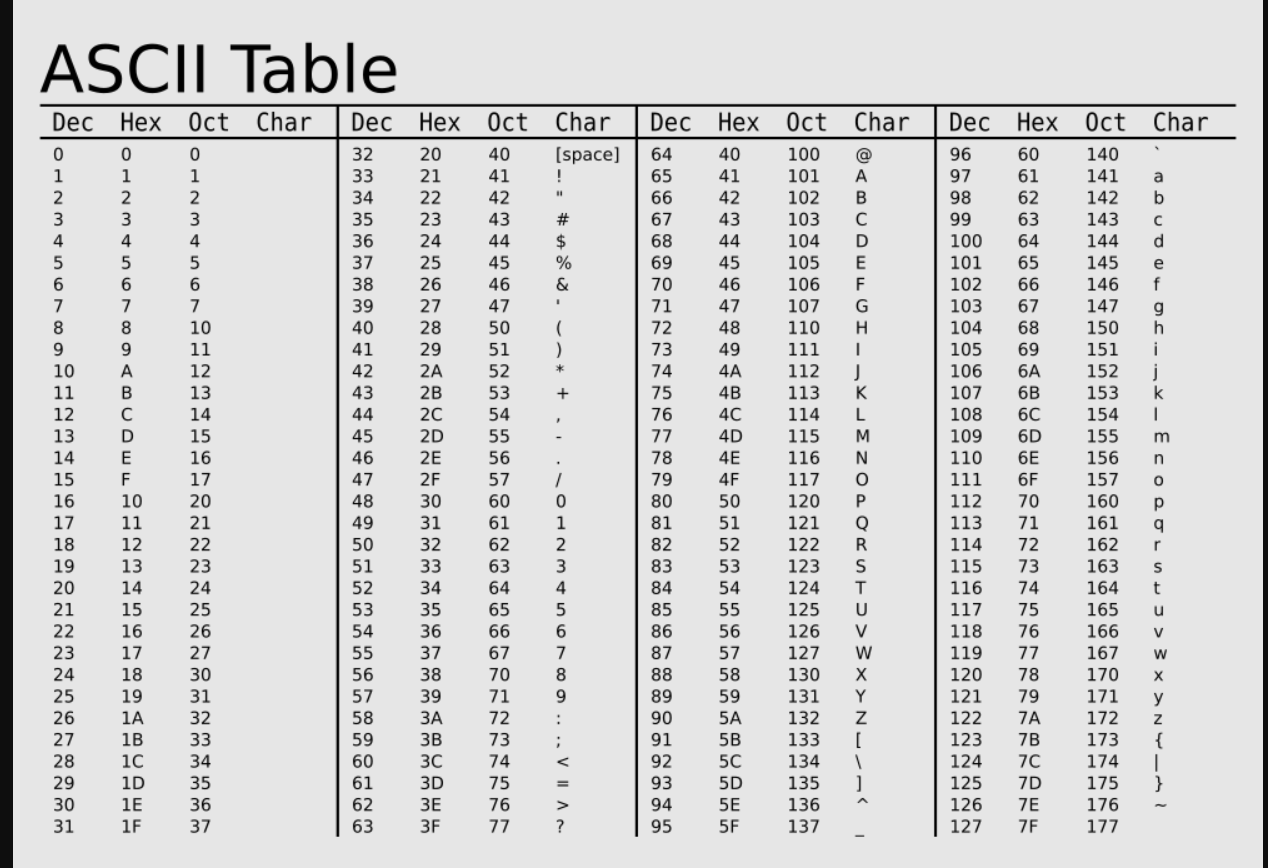 ASCII Table
Dec Hex Oct Char Dec Hex Oct Char Dec Hex Oct Char Dec Hex Oct Char
0 0 0 32 20 40 [space] 64 40 100 @ 96 60 140 `
1 1 1 33 21 41 ! 65 41 101 A 97 61 141 a
2 2 2 34 22 42 " 66 42 102 B 98 62 142 b
3 3 3 35 23 43 # 67 43 103 C 99 63 143 c
4 4 4 36 24 44 $ 68 44 104 D 100 64 144 d
5 5 5 37 25 45 % 69 45 105 E 101 65 145 e
6 6 6 38 26 46 & 70 46 106 F 102 66 146 f
7 7 7 39 27 47 ' 71 47 107 G 103 67 147 g
8 8 10 40 28 50 ( 72 48 110 H 104 68 150 h
9 9 11 41 29 51 ) 73 49 111 I 105 69 151 i
10 A 12 42 2A 52 * 74 4A 112 J 106 6A 152 j
11 B 13 43 2B 53 + 75 4B 113 K 107 6B 153 k
12 C 14 44 2C 54 , 76 4C 114 L 108 6C 154 l
13 D 15 45 2D 55 - 77 4D 115 M 109 6D 155 m
14 E 16 46 2E 56 . 78 4E 116 N 110 6E 156 n
15 F 17 47 2F 57 / 79 4F 117 O 111 6F 157 o
16 10 20 48 30 60 0 80 50 120 P 112 70 160 p
17 11 21 49 31 61 1 81 51 121 Q 113 71 161 q
18 12 22 50 32 62 2 82 52 122 R 114 72 162 r
19 13 23 51 33 63 3 83 53 123 S 115 73 163 s
20 14 24 52 34 64 4 84 54 124 T 116 74 164 t
21 15 25 53 35 65 5 85 55 125 U 117 75 165 u
22 16 26 54 36 66 6 86 56 126 V 118 76 166 v
23 17 27 55 37 67 7 87 57 127 W 119 77 167 w
24 18 30 56 38 70 8 88 58 130 X 120 78 170 x
25 19 31 57 39 71 9 89 59 131 Y 121 79 171 y
26 1A 32 58 3A 72 : 90 5A 132 Z 122 7A 172 z
27 1B 33 59 3B 73 ; 91 5B 133 [ 123 7B 173 {
28 1C 34 60 3C 74 < 92 5C 134 \ 124 7C 174 |
29 1D 35 61 3D 75 = 93 5D 135 ] 125 7D 175 }
30 1E 36 62 3E 76 > 94 5E 136 ^ 126 7E 176 ~
31 1F 37 63 3F 77 ? 95 5F 137 _ 127 7F 177